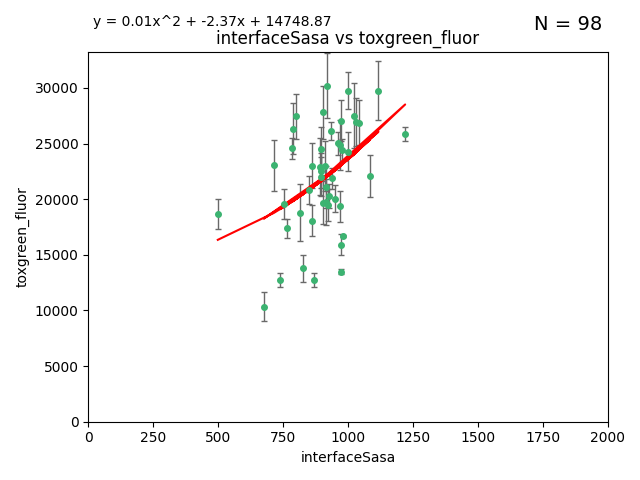 y = 0.01x^2 + -2.37x + 14748.87
N = 98
interfaceSasa vs toxgreen_fluor
30000
25000
20000
15000
10000
5000
0
toxgreen_fluor
0 250 500 750 1000 1250 1500 1750 2000
interfaceSasa